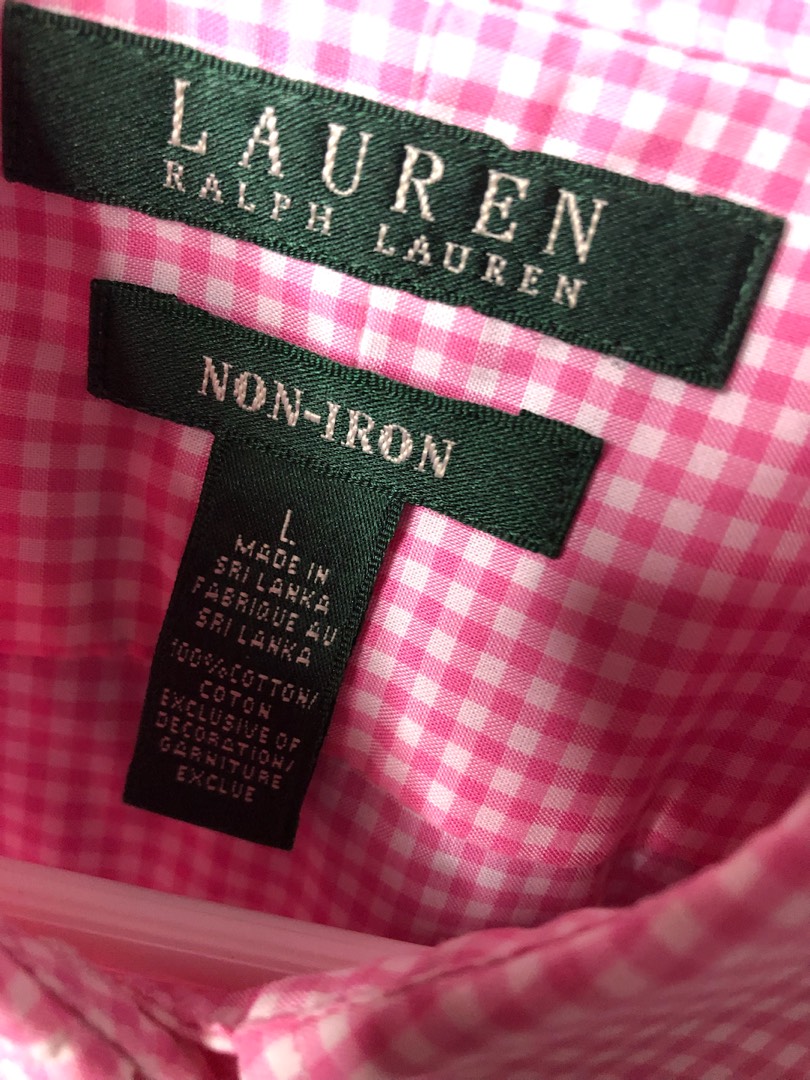 LAUREN
RALPH LAUREN
NON-IRON
L
MADE IN
SRI LANKA
FABRIQUE AU
SRI LANKA
100% COTTON/
COTON
EXCLUSIVE OF
DECORATION/
GARNITURE
EXCLUE